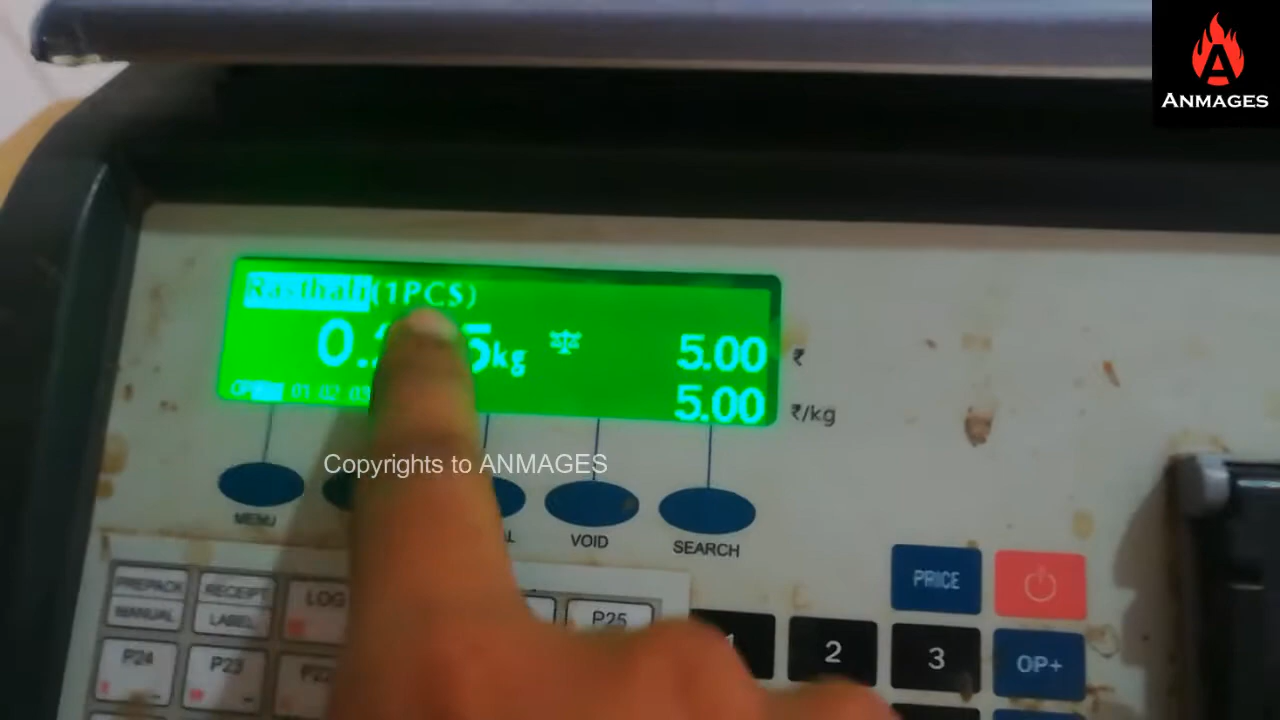 ANMAGES
Rasthali(1PCS)
kg
5.00 ₹
5.00 ₹/kg
01 02 03
Copyrights to ANMAGES
MENU
VOID
SEARCH
PREPACK
MANUAL
RECEIPT
LABEL
LOG
P25
PRICE
1
2
3
OP+
P24
P23